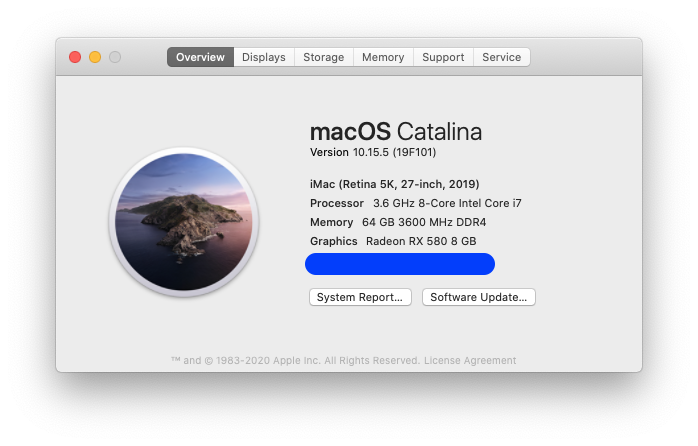 Overview Displays Storage Memory Support Service
macOS Catalina
Version 10.15.5 (19F101)
iMac (Retina 5K, 27-inch, 2019)
Processor 3.6 GHz 8-Core Intel Core i7
Memory 64 GB 3600 MHz DDR4
Graphics Radeon RX 580 8 GB
System Report... Software Update...
™ and © 1983-2020 Apple Inc. All Rights Reserved. License Agreement